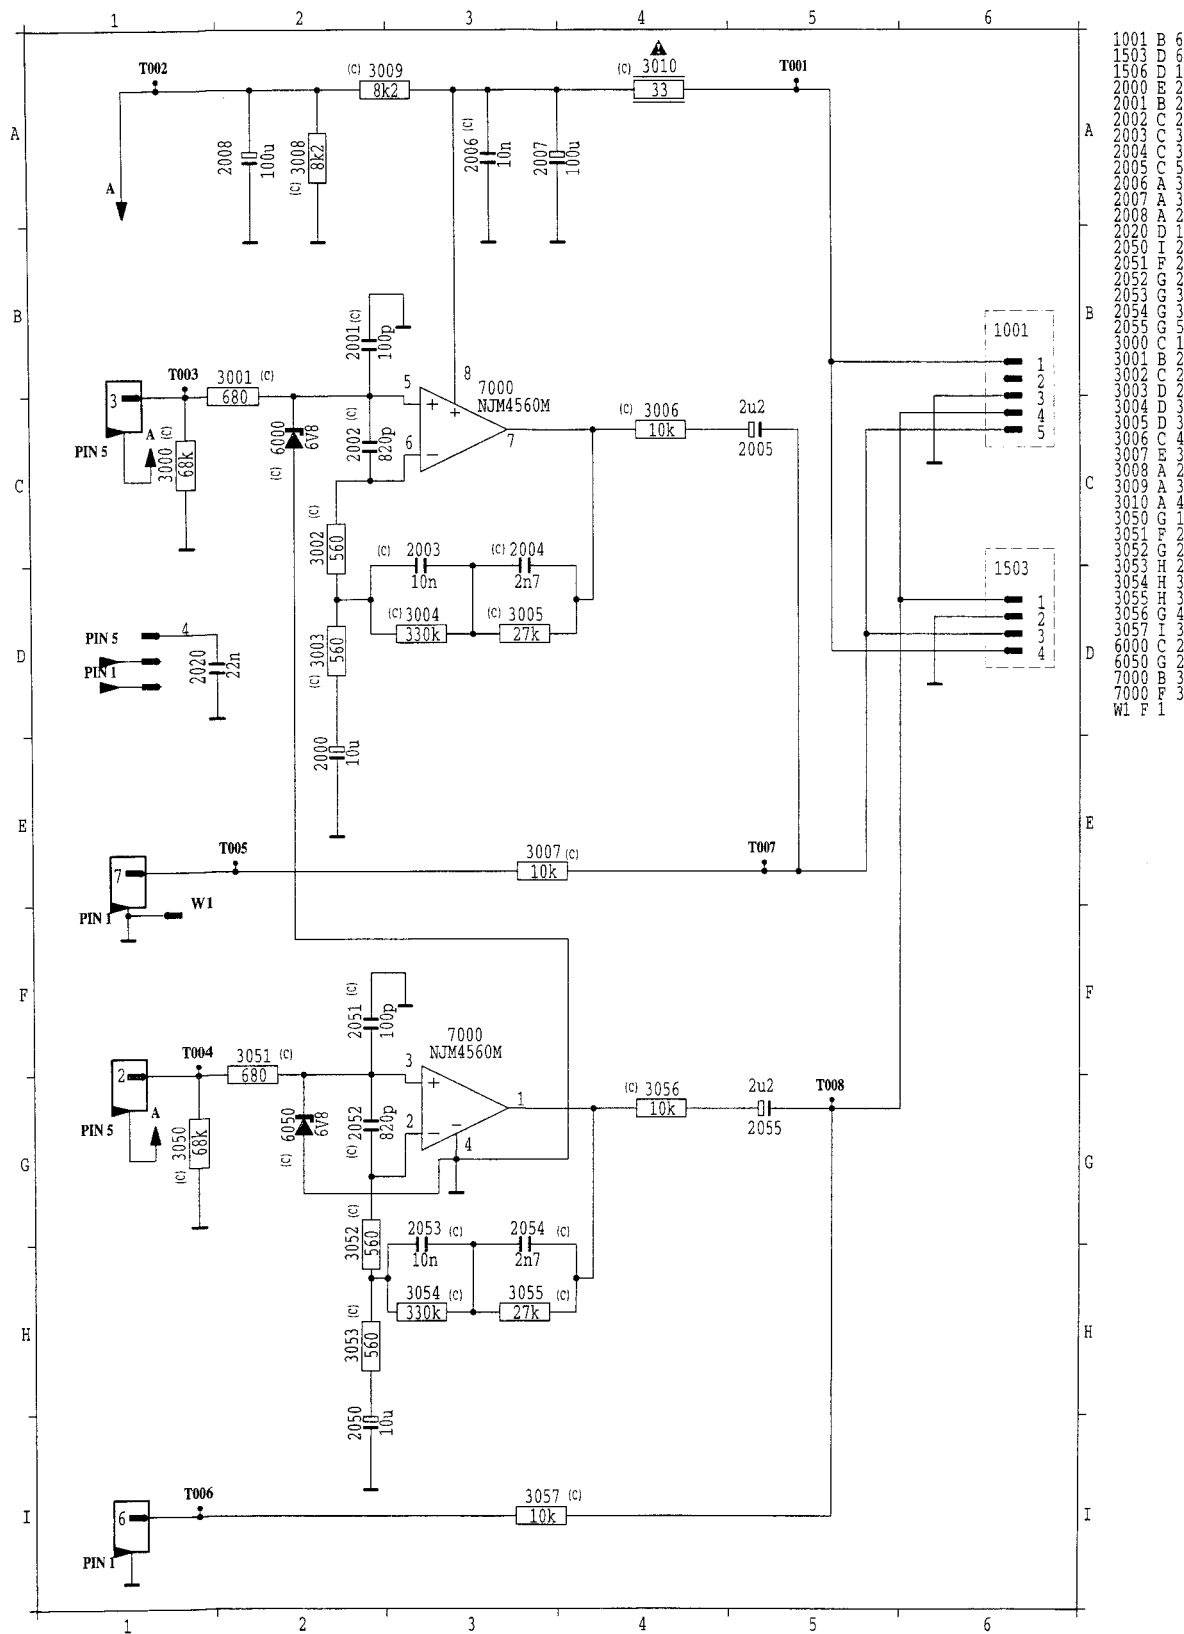 1 2 3 4 5 6
T002
(C) 3009
8k2
(C) 3010
33
T001
A
A
2008
100u
(C) 3008
8k2
2006 (C)
10n
2007
100u
A
B
B
2001 (C)
100p
1001
1
2
3
4
5
T003
3001 (C)
680
3
PIN 5
A
3000 (C)
68k
(C) 6000
6V8
2002 (C)
820p
5
6
8
7000
NJM4560M
7
(C) 3006
10k
2u2
2005
C
C
3002 (C)
560
(C) 2003
10n
(C) 2004
2n7
(C) 3004
330k
(C) 3005
27k
1503
1
2
3
4
D
D
PIN 5
4
PIN 1
2020
22n
(C) 3003
560
2000
10u
E
E
T005
3007 (C)
10k
T007
7
W1
PIN 1
F
F
2051 (C)
100p
7000
NJM4560M
T004
3051 (C)
680
2
PIN 5
A
(C) 3050
68k
(C) 6050
6V8
(C) 2052
820p
3
2
4
1
(C) 3056
10k
2u2
2055
T008
G
G
3052 (C)
560
2053 (C)
10n
2054 (C)
2n7
3054 (C)
330k
3055 (C)
27k
H
H
3053 (C)
560
2050
10u
I
I
T006
6
PIN 1
3057 (C)
10k
1 2 3 4 5 6
1001 B 6
1503 D 6
1506 D 1
2000 E 2
2001 B 2
2002 C 2
2003 C 3
2004 C 3
2005 C 5
2006 A 3
2007 A 3
2008 A 2
2020 D 1
2050 I 2
2051 F 2
2052 G 2
2053 G 3
2054 G 3
2055 G 5
3000 C 1
3001 B 2
3002 C 2
3003 D 2
3004 D 3
3005 D 3
3006 C 4
3007 E 3
3008 A 2
3009 A 3
3010 A 4
3050 G 1
3051 F 2
3052 G 2
3053 H 2
3054 H 3
3055 H 3
3056 G 4
3057 I 3
6000 C 2
6050 G 2
7000 B 3
7000 F 3
W1 F 1